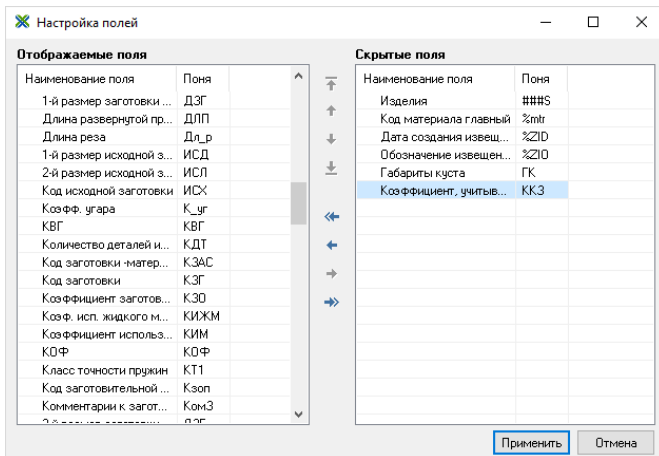 Настройка полей
Отображаемые поля
Наименование поля Поня
1-й размер заготовки ... ДЗГ
Длина развернутой пр... ДЛП
Длина реза Дл_р
1-й размер исходной з... ИСД
2-й размер исходной з... ИСЛ
Код исходной заготовки ИСХ
Коэфф. угара К_уг
КВГ КВГ
Количество деталей и... КДТ
Код заготовки -матер... КЗАС
Код заготовки КЗГ
Коэффициент заготов... КЗО
Коэф. исп. жидкого м... КИЖМ
Коэффициент использ... КИМ
КОФ КОФ
Класс точности пружин КТ1
Код заготовительной ... Кзоп
Комментарии к загот... КомЗ
Скрытые поля
Наименование поля Поня
Изделия ###S
Код материала главный %mtr
Дата создания извещ... %ZID
Обозначение извещен... %ZIO
Габариты куста ГК
Коэффициент, учитыв... ККЗ
Применить Отмена